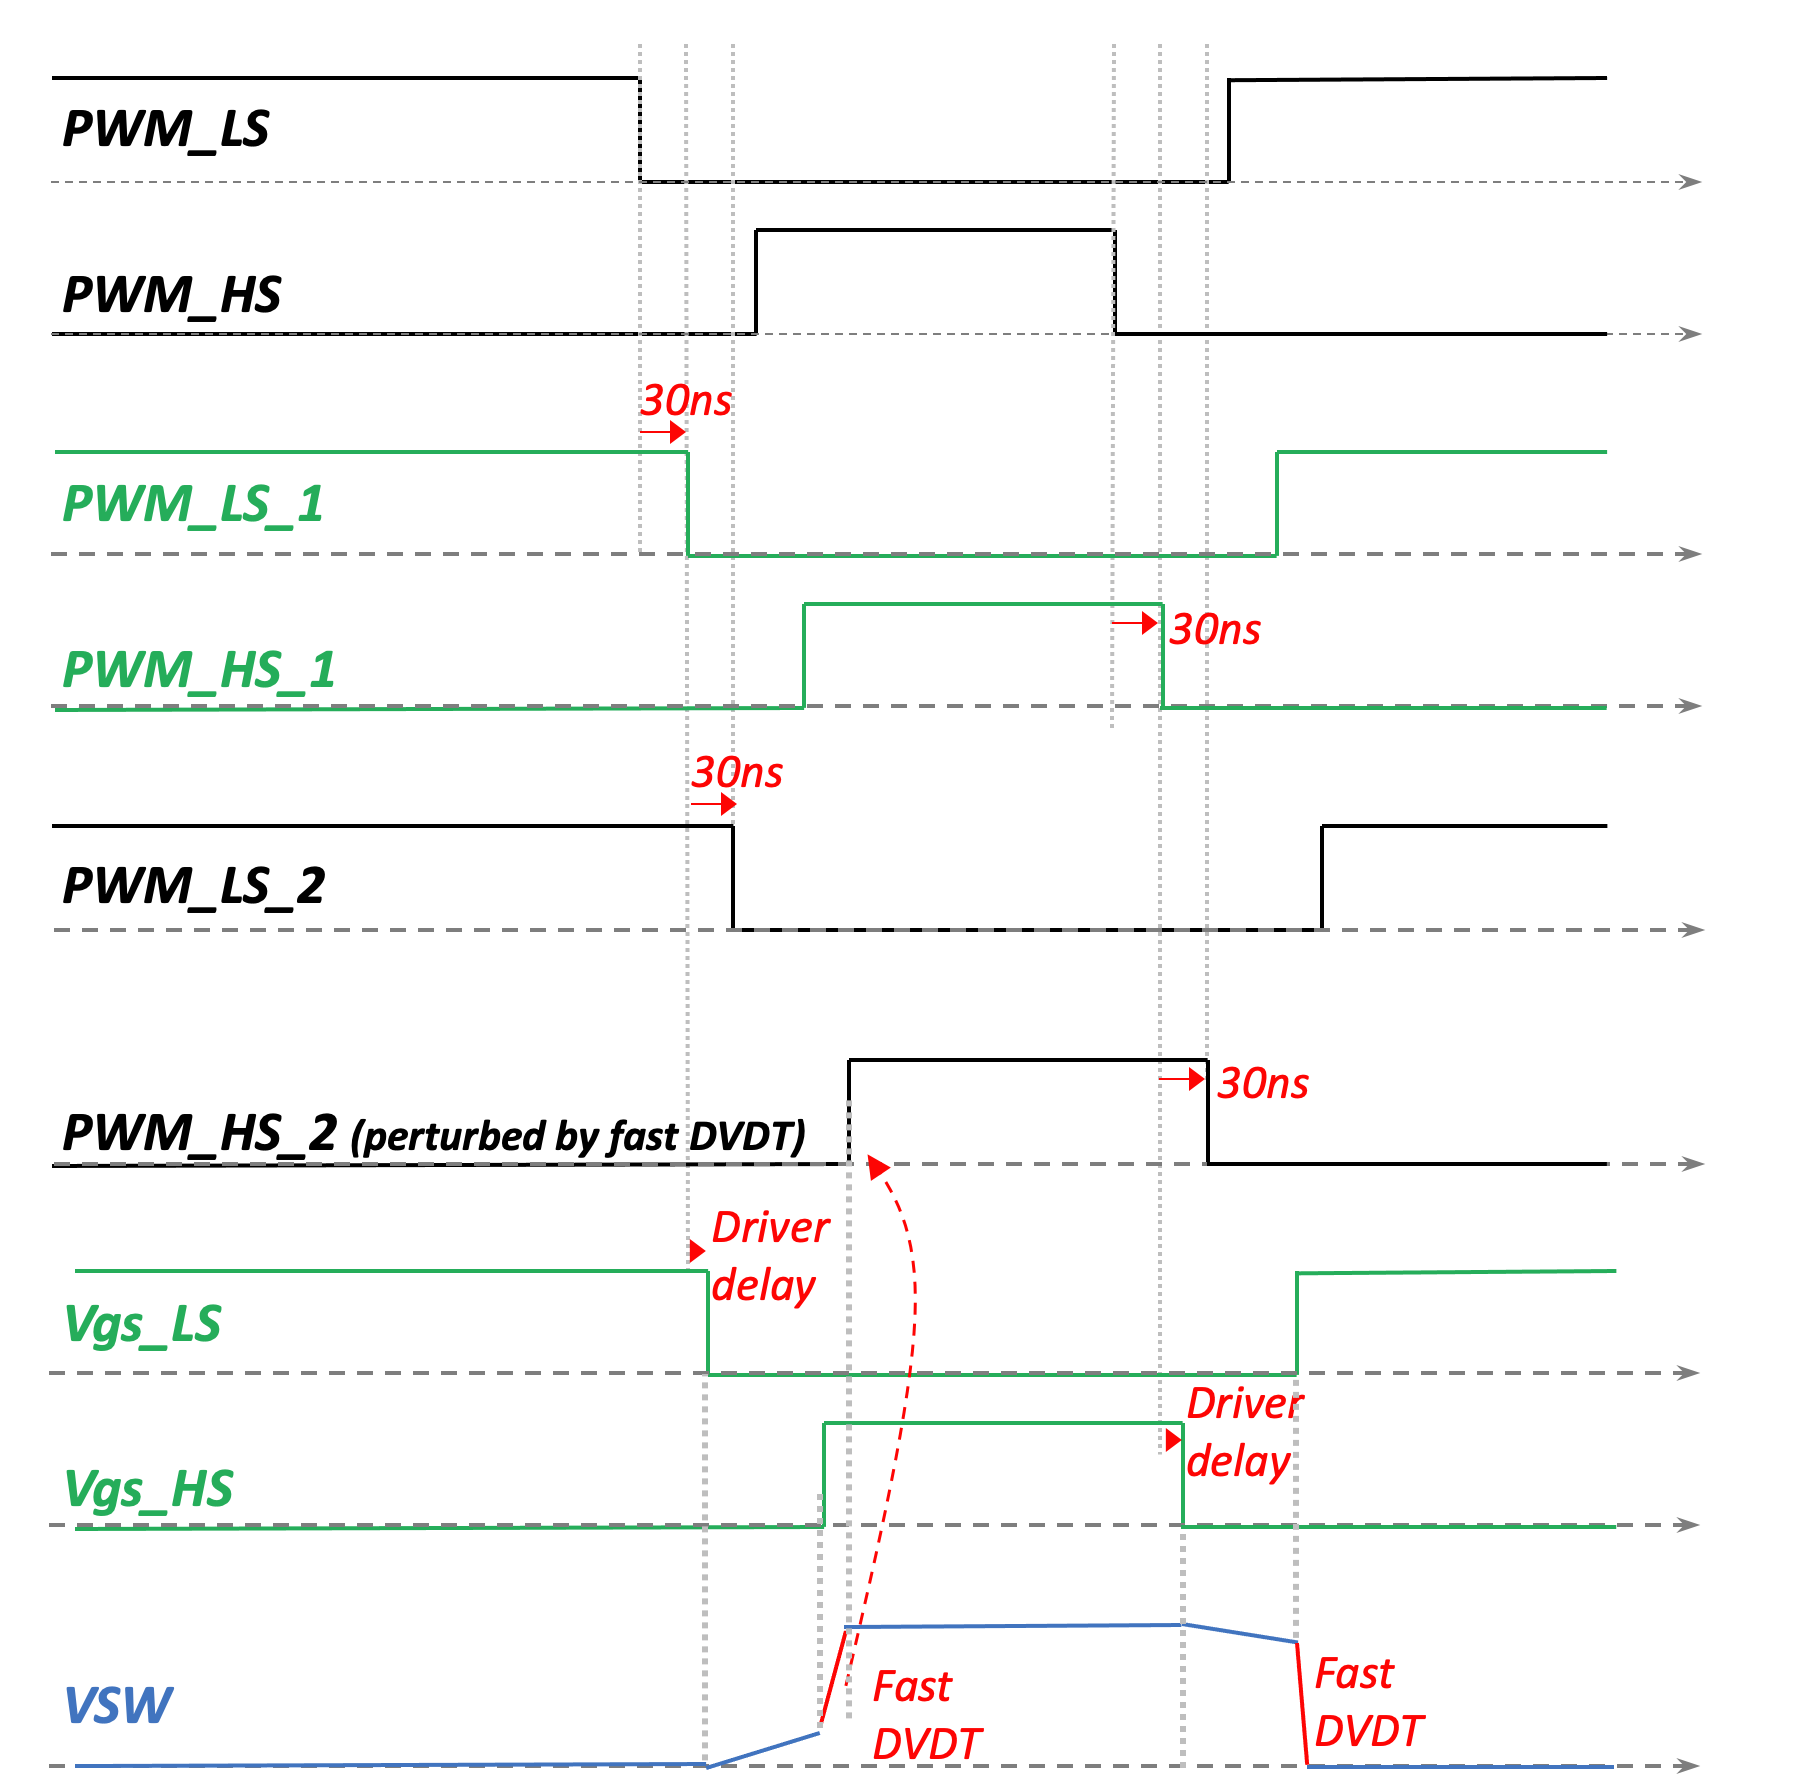 PWM_LS
PWM_HS
30ns
PWM_LS_1
30ns
PWM_HS_1
30ns
PWM_LS_2
30ns
PWM_HS_2 (perturbed by fast DVDT)
Driver
delay
Vgs_LS
Driver
delay
Vgs_HS
Fast
DVDT
Fast
DVDT
VSW